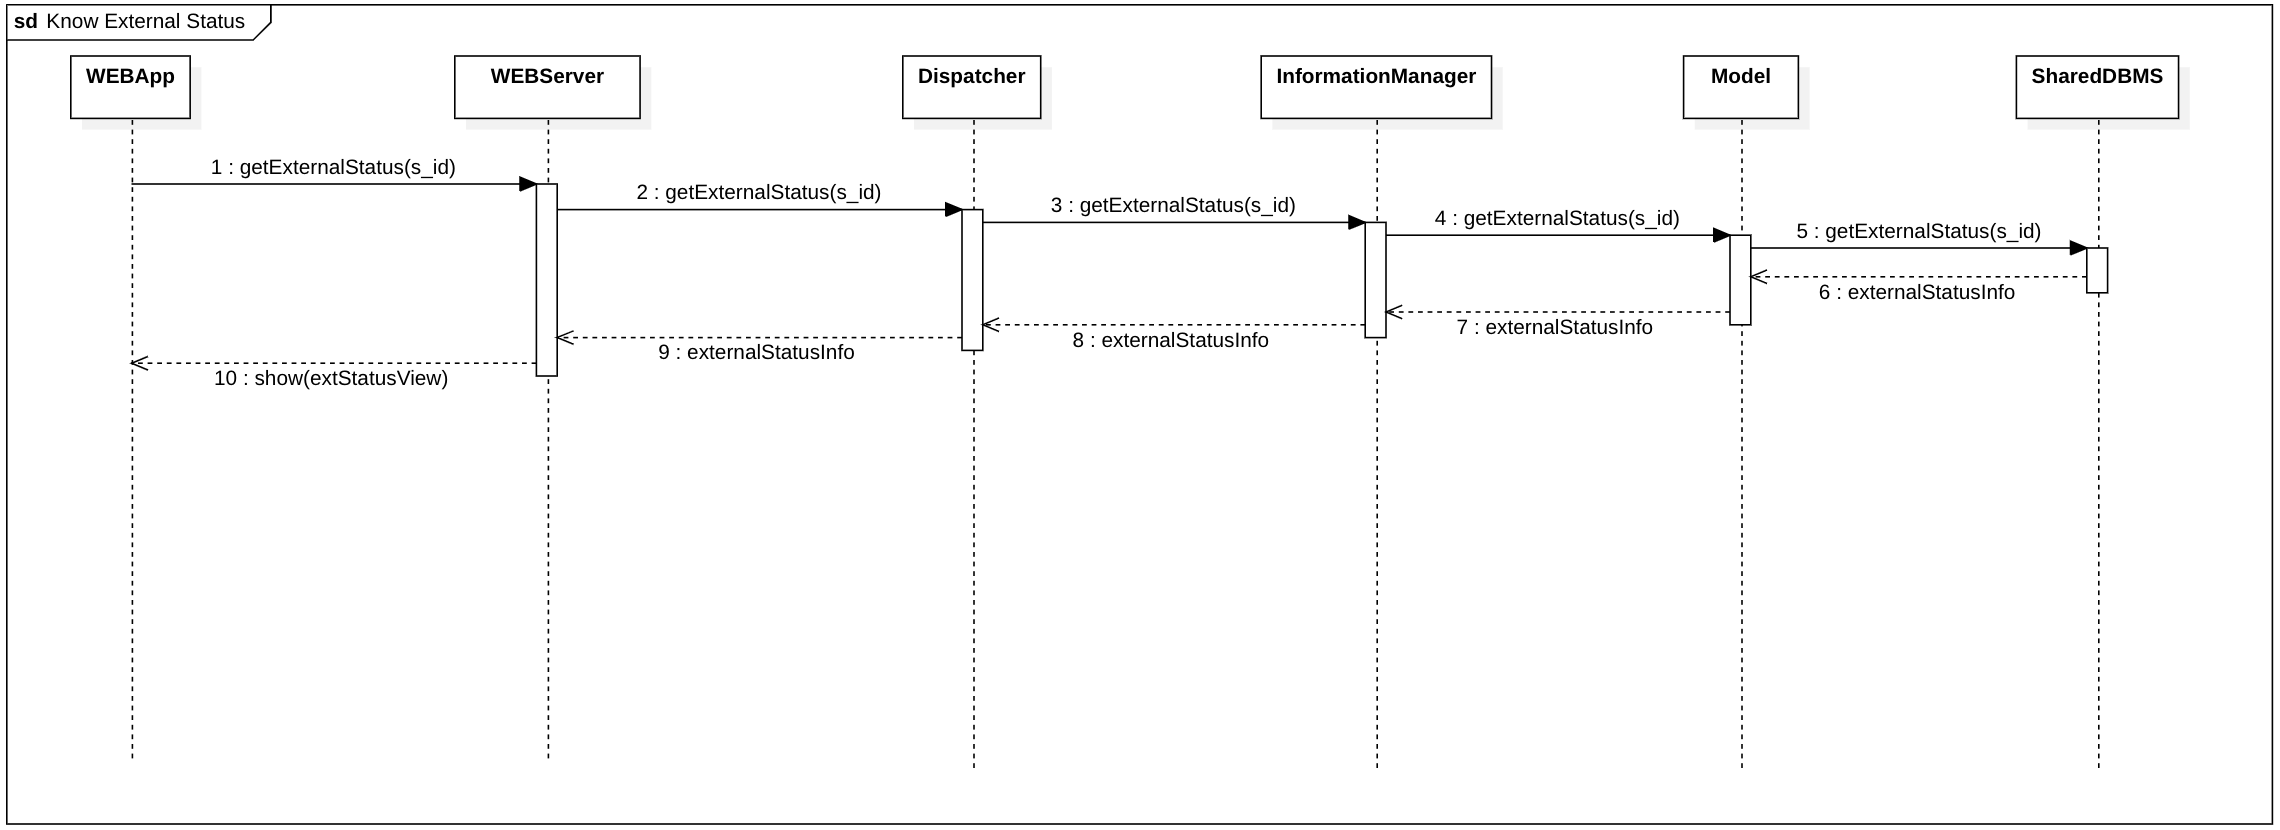 sd Know External Status
WEBApp
WEBServer
Dispatcher
InformationManager
Model
SharedDBMS
1 : getExternalStatus(s_id)
2 : getExternalStatus(s_id)
3 : getExternalStatus(s_id)
4 : getExternalStatus(s_id)
5 : getExternalStatus(s_id)
6 : externalStatusInfo
7 : externalStatusInfo
8 : externalStatusInfo
9 : externalStatusInfo
10 : show(extStatusView)